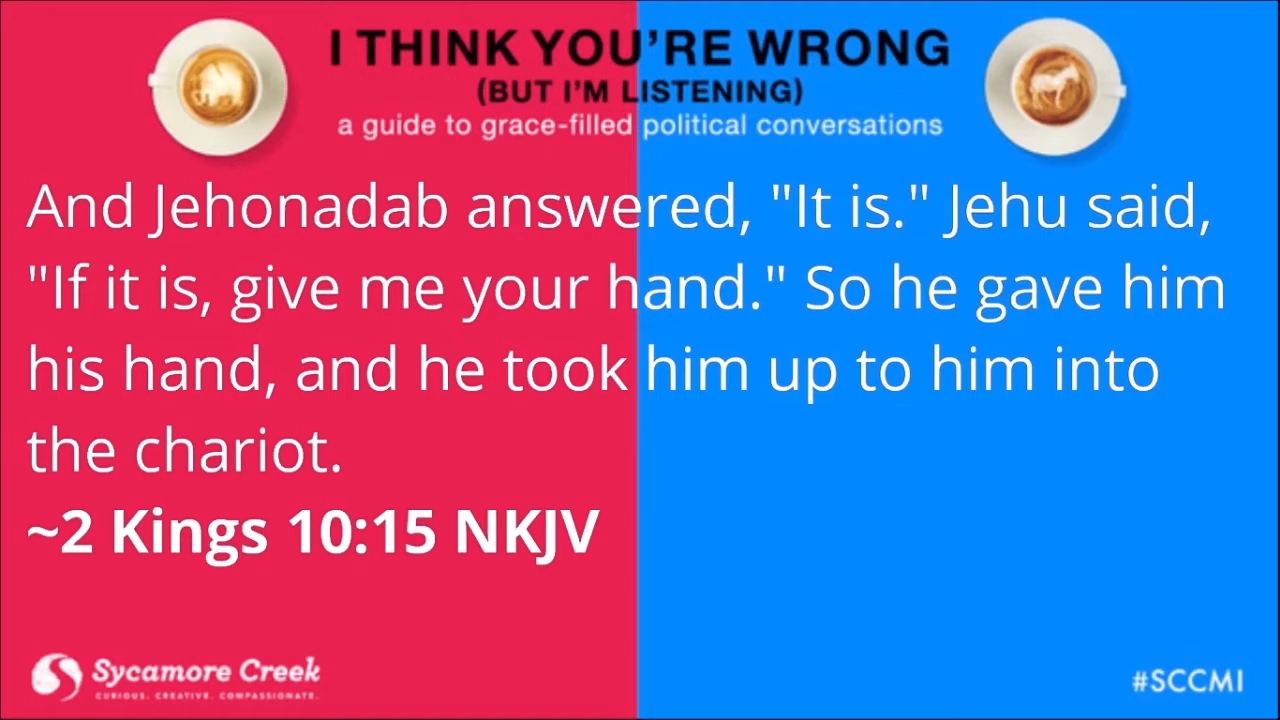 I THINK YOU'RE WRONG
(BUT I'M LISTENING)
a guide to grace-filled political conversations
And Jehonadab answered, "It is." Jehu said,
"If it is, give me your hand." So he gave him
his hand, and he took him up to him into
the chariot.
~2 Kings 10:15 NKJV
Sycamore Creek
CURIOUS. CREATIVE. COMPASSIONATE.
#SCCMI